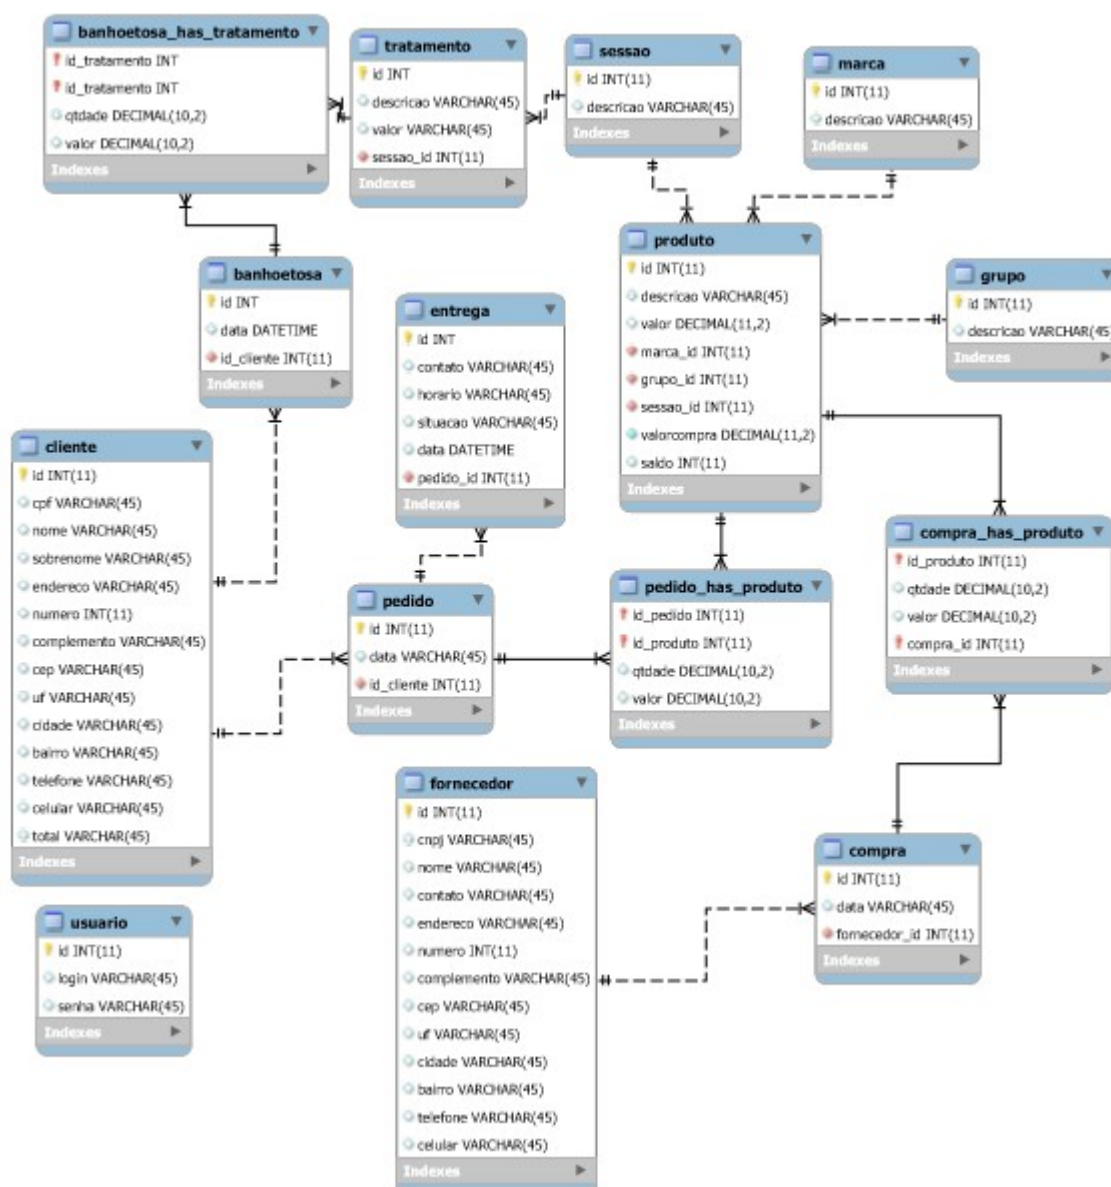 banhoetosa_has_tratamento
id_tratamento INT
id_tratamento INT
qtdade DECIMAL(10,2)
valor DECIMAL(10,2)
Indexes
tratamento
id INT
descricao VARCHAR(45)
valor VARCHAR(45)
sessao_id INT(11)
Indexes
sessao
id INT(11)
descricao VARCHAR(45)
Indexes
marca
id INT(11)
descricao VARCHAR(45)
Indexes
banhoetosa
id INT
data DATETIME
id_cliente INT(11)
Indexes
entrega
id INT
contato VARCHAR(45)
horario VARCHAR(45)
situacao VARCHAR(45)
data DATETIME
pedido_id INT(11)
Indexes
produto
id INT(11)
descricao VARCHAR(45)
valor DECIMAL(11,2)
marca_id INT(11)
grupo_id INT(11)
sessao_id INT(11)
valorcompra DECIMAL(11,2)
saldo INT(11)
Indexes
grupo
id INT(11)
descricao VARCHAR(45
Indexes
cliente
id INT(11)
cpf VARCHAR(45)
nome VARCHAR(45)
sobrenome VARCHAR(45)
endereco VARCHAR(45)
numero INT(11)
complemento VARCHAR(45)
cep VARCHAR(45)
uf VARCHAR(45)
cidade VARCHAR(45)
bairro VARCHAR(45)
telefone VARCHAR(45)
celular VARCHAR(45)
total VARCHAR(45)
Indexes
pedido
id INT(11)
data VARCHAR(45)
id_cliente INT(11)
Indexes
pedido_has_produto
id_pedido INT(11)
id_produto INT(11)
qtdade DECIMAL(10,2)
valor DECIMAL(10,2)
Indexes
compra_has_produto
id_produto INT(11)
qtdade DECIMAL(10,2)
valor DECIMAL(10,2)
compra_id INT(11)
Indexes
fornecedor
id INT(11)
cnpj VARCHAR(45)
nome VARCHAR(45)
contato VARCHAR(45)
endereco VARCHAR(45)
numero INT(11)
complemento VARCHAR(45)
cep VARCHAR(45)
uf VARCHAR(45)
cidade VARCHAR(45)
bairro VARCHAR(45)
telefone VARCHAR(45)
celular VARCHAR(45)
Indexes
compra
id INT(11)
data VARCHAR(45)
fornecedor_id INT(11)
Indexes
usuario
id INT(11)
login VARCHAR(45)
senha VARCHAR(45)
Indexes